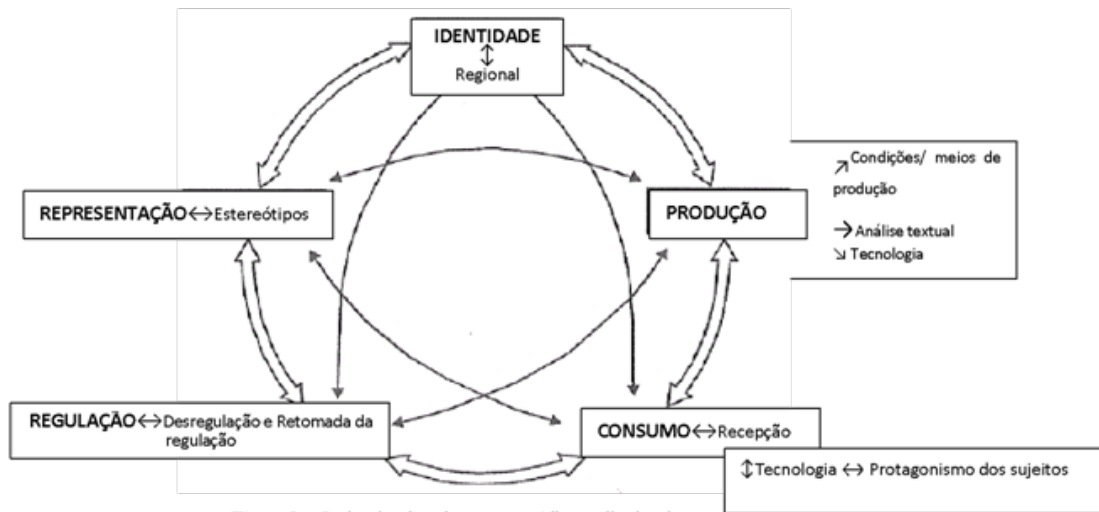 IDENTIDADE
↕
Regional
REPRESENTAÇÃO↔Estereótipos
PRODUÇÃO
↗Condições/ meios de
produção
→Análise textual
↘Tecnologia
REGULAÇÃO↔Desregulação e Retomada da
regulação
CONSUMO↔Recepção
↕Tecnologia ↔ Protagonismo dos sujeitos